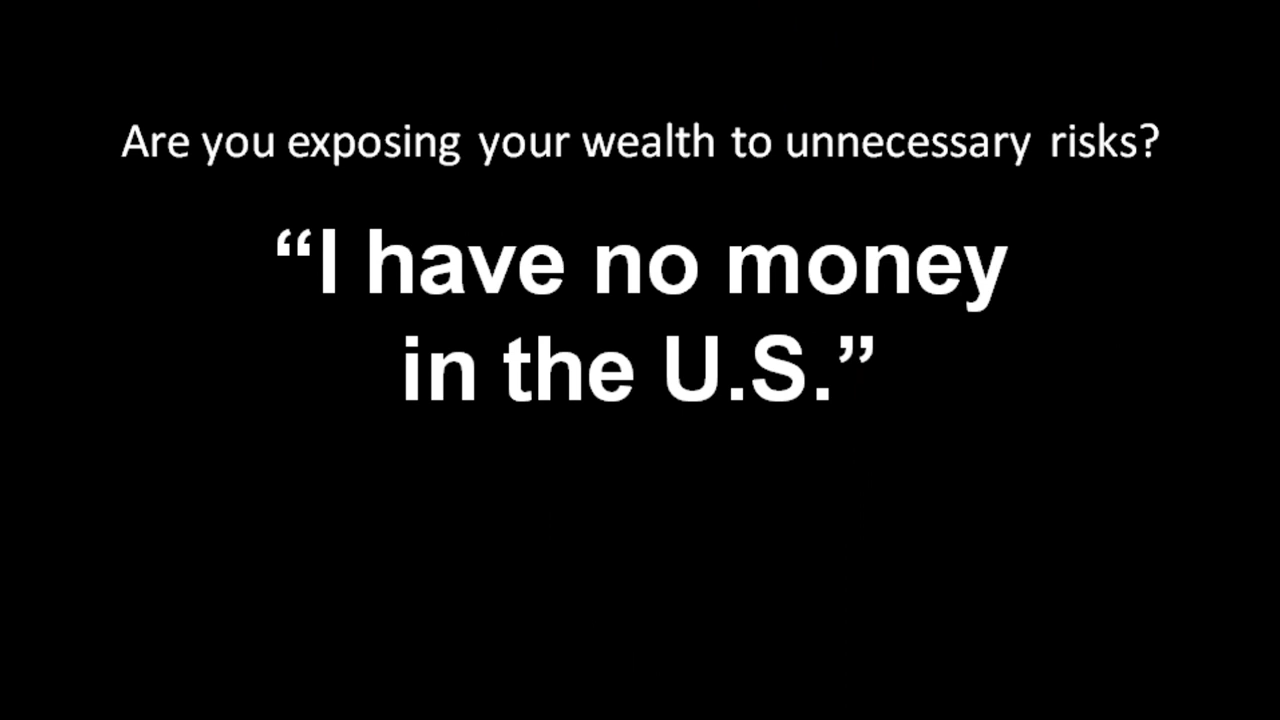 Are you exposing your wealth to unnecessary risks?
“I have no money
in the U.S.”